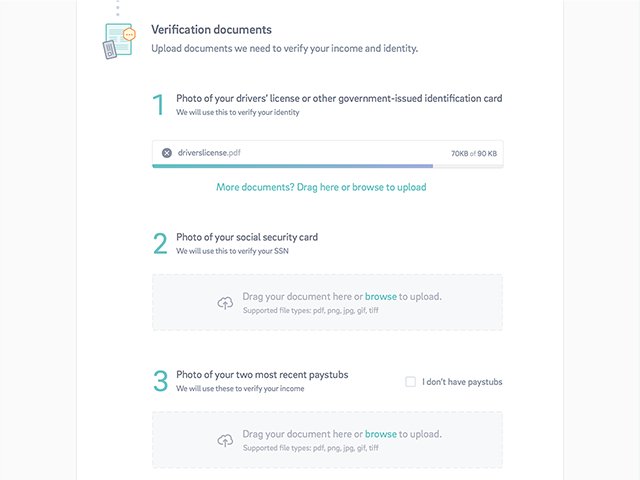 Verification documents
Upload documents we need to verify your income and identity.
1
Photo of your drivers' license or other government-issued identification card
We will use this to verify your identity
driverslicense.pdf
70KB of 90 KB
More documents? Drag here or browse to upload
2
Photo of your social security card
We will use this to verify your SSN
Drag your document here or browse to upload.
Supported file types: pdf, png, jpg, gif, tiff
3
Photo of your two most recent paystubs
We will use these to verify your income
I don't have paystubs
Drag your document here or browse to upload.
Supported file types: pdf, png, jpg, gif, tiff